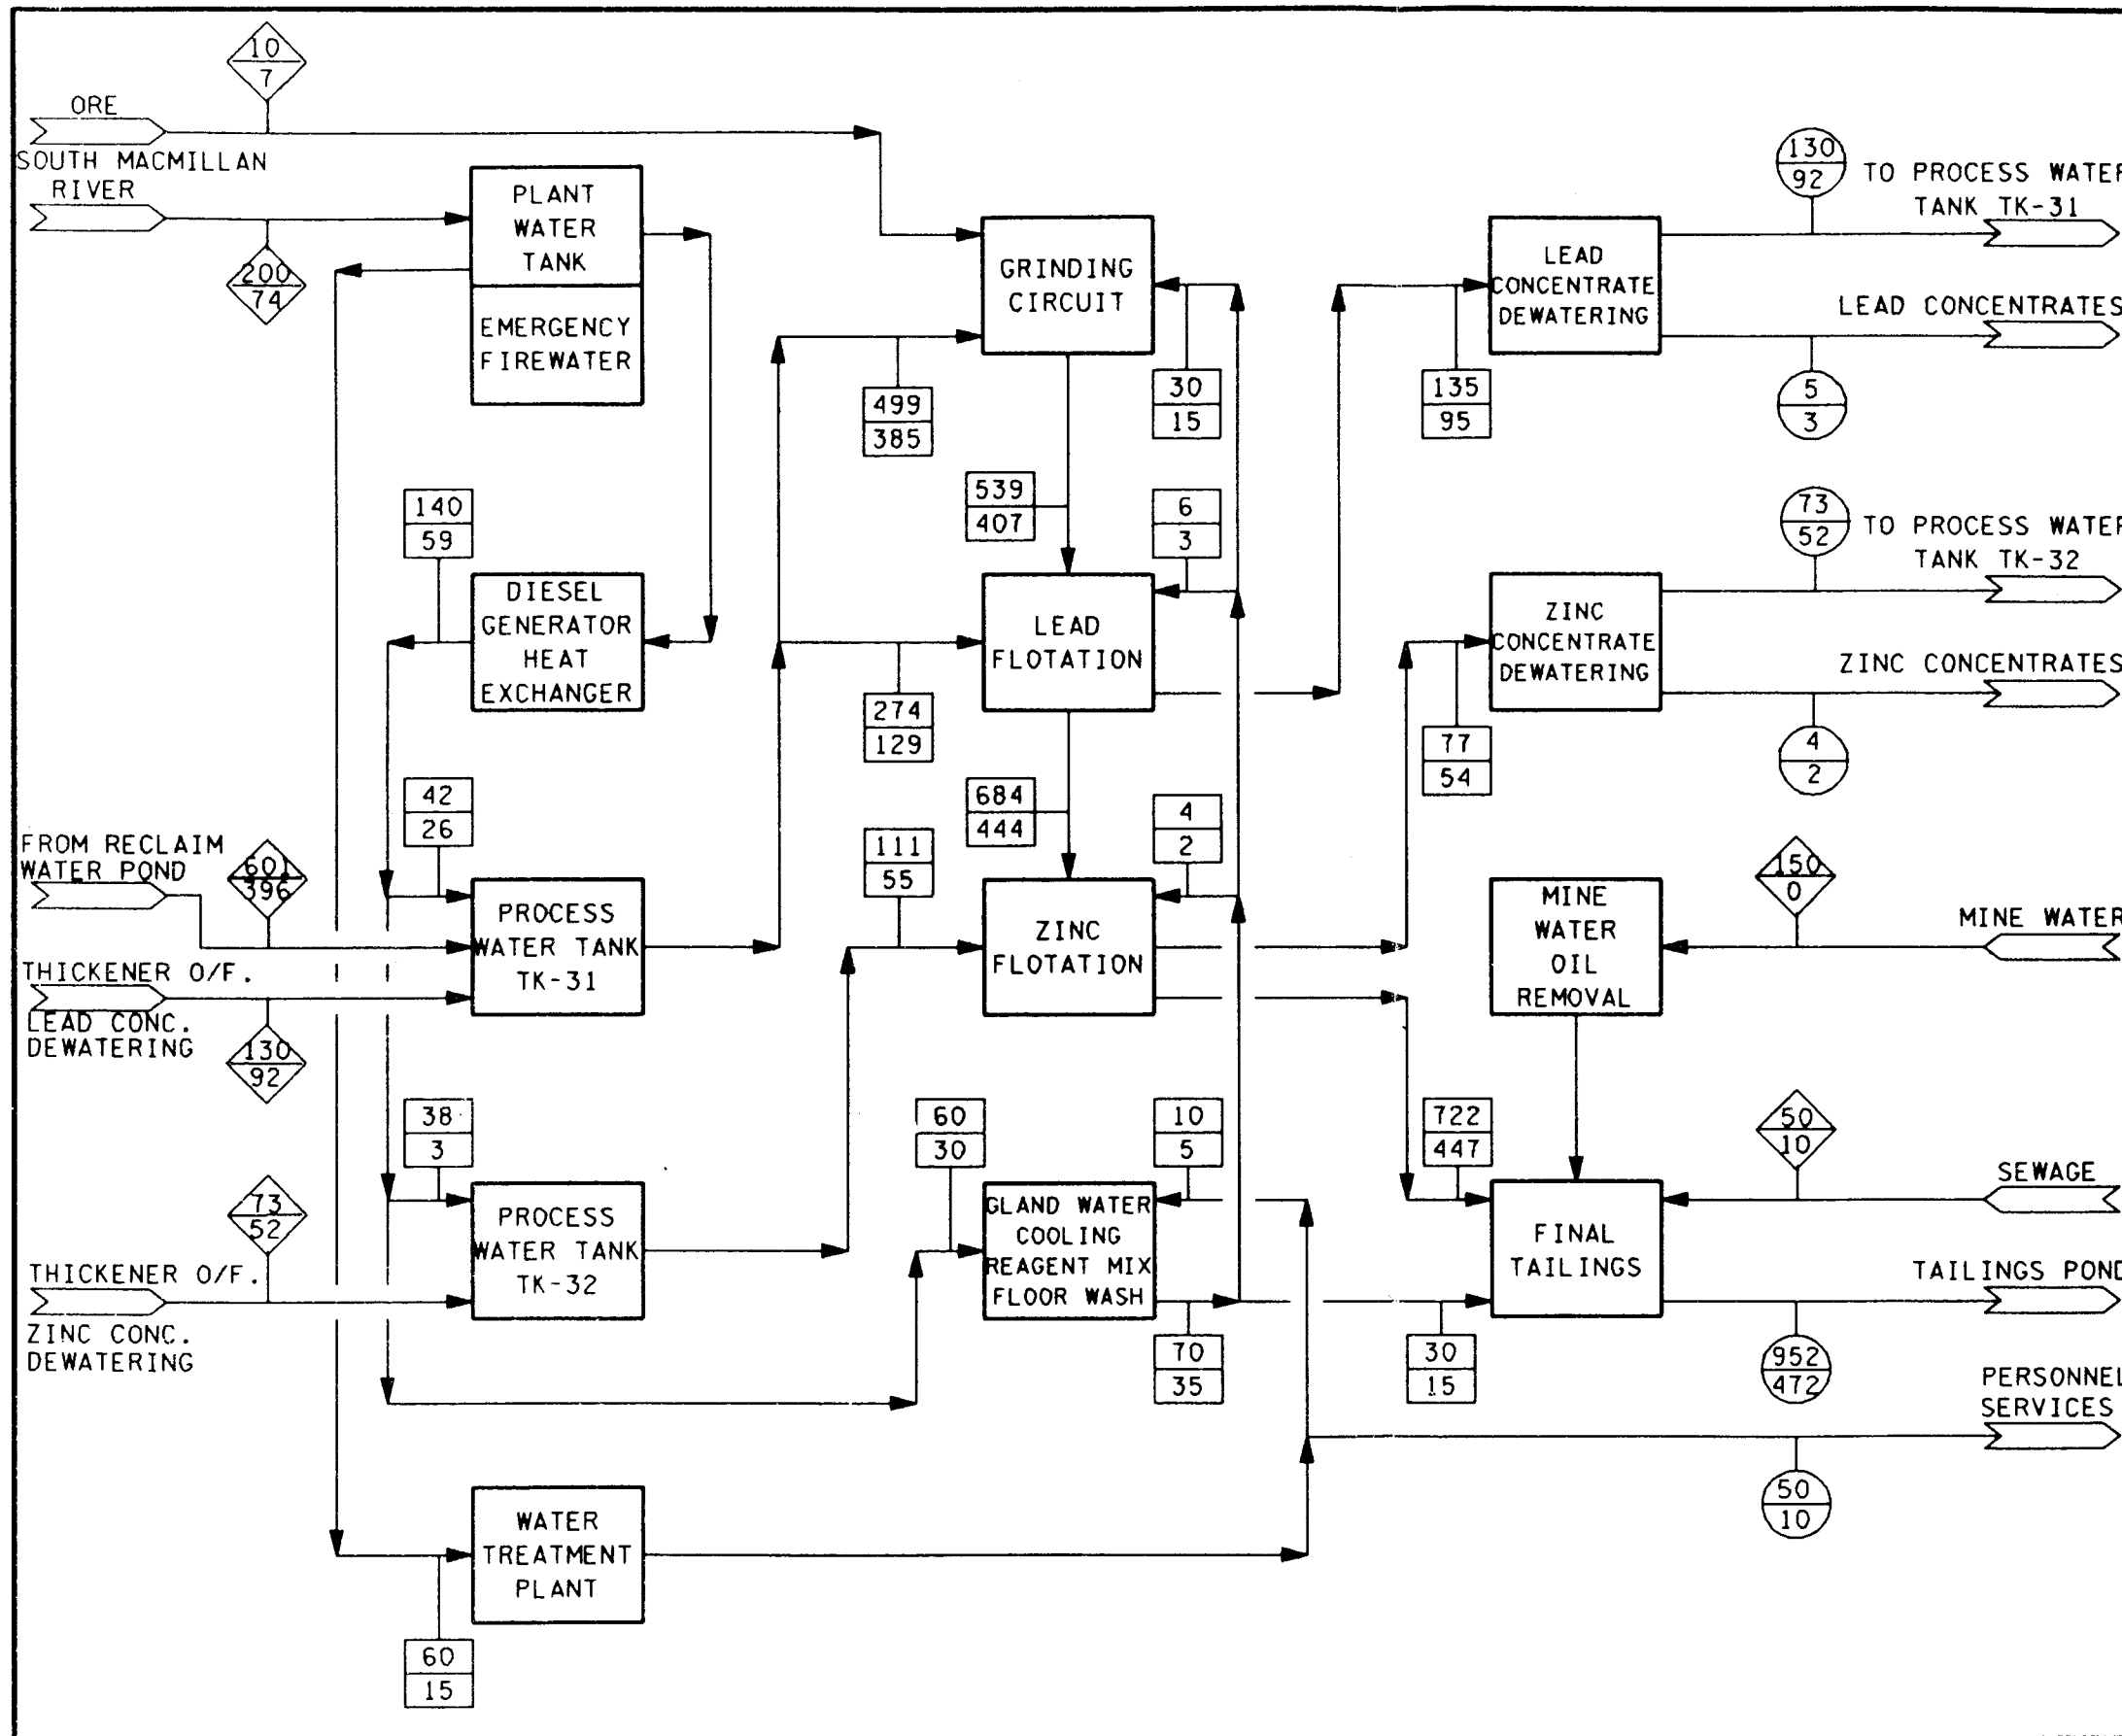 10
7
ORE
SOUTH MACMILLAN
RIVER
200
74
PLANT
WATER
TANK
EMERGENCY
FIREWATER
GRINDING
CIRCUIT
499
385
30
15
LEAD
CONCENTRATE
DEWATERING
135
95
130
92
TO PROCESS WATER
TANK TK-31
LEAD CONCENTRATES
5
3
140
59
DIESEL
GENERATOR
HEAT
EXCHANGER
539
407
6
3
LEAD
FLOTATION
274
129
73
52
TO PROCESS WATER
TANK TK-32
ZINC
CONCENTRATE
DEWATERING
ZINC CONCENTRATES
77
54
4
2
42
26
FROM RECLAIM
WATER POND
601
396
PROCESS
WATER TANK
TK-31
THICKENER O/F.
LEAD CONC.
DEWATERING
130
92
684
444
111
55
4
2
ZINC
FLOTATION
MINE
WATER
OIL
REMOVAL
150
0
MINE WATER
38
3
73
52
PROCESS
WATER TANK
TK-32
THICKENER O/F.
ZINC CONC.
DEWATERING
60
30
10
5
GLAND WATER
COOLING
REAGENT MIX
FLOOR WASH
70
35
722
447
50
10
SEWAGE
FINAL
TAILINGS
TAILINGS POND
30
15
952
472
PERSONNEL
SERVICES
50
10
WATER
TREATMENT
PLANT
60
15